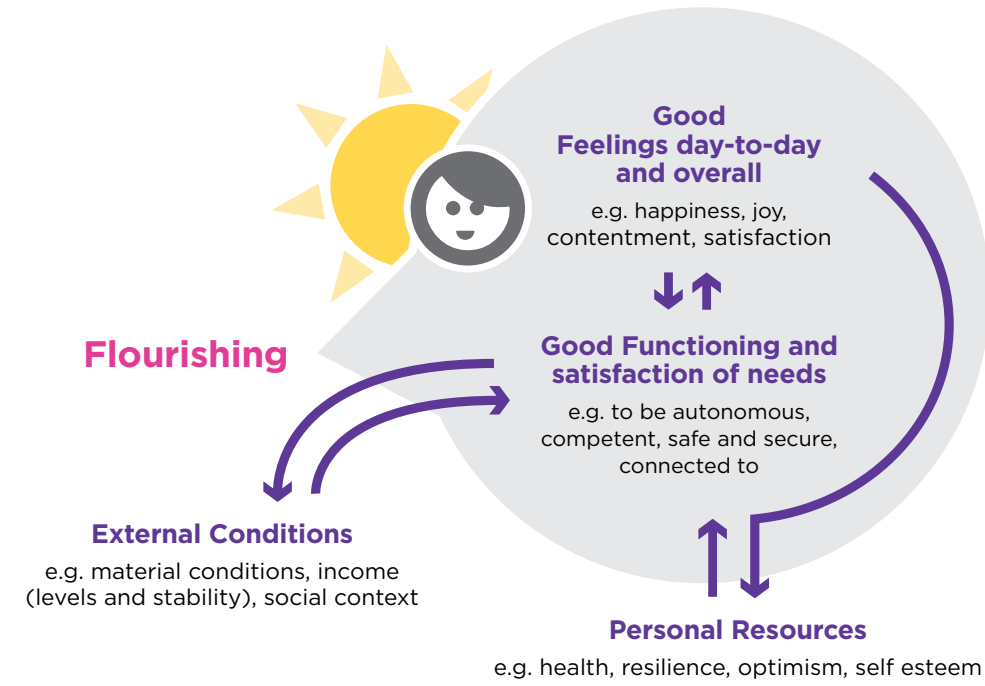 Good
Feelings day-to-day
and overall
e.g. happiness, joy,
contentment, satisfaction
Flourishing
Good Functioning and
satisfaction of needs
e.g. to be autonomous,
competent, safe and secure,
connected to
External Conditions
e.g. material conditions, income
(levels and stability), social context
Personal Resources
e.g. health, resilience, optimism, self esteem